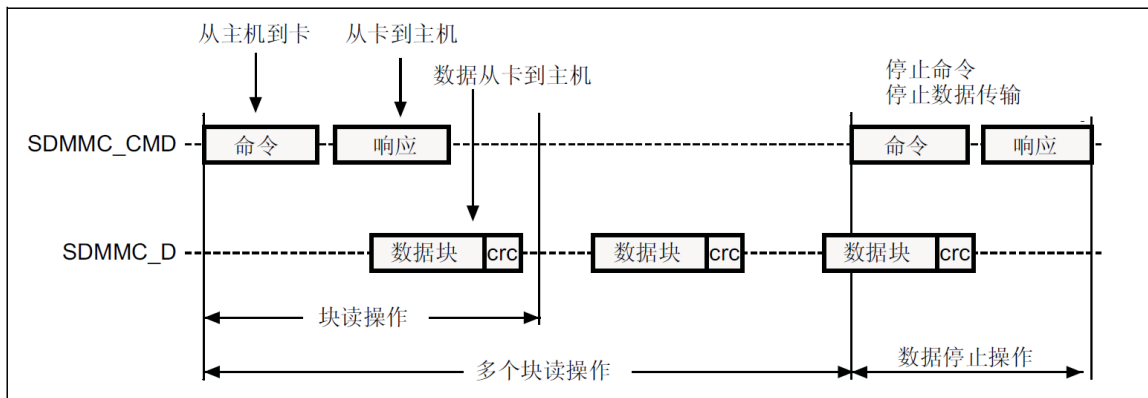 从主机到卡
从卡到主机
数据从卡到主机
停止命令
停止数据传输
SDMMC_CMD
命令
响应
命令
响应
SDMMC_D
数据块
crc
数据块
crc
数据块
crc
块读操作
多个块读操作
数据停止操作